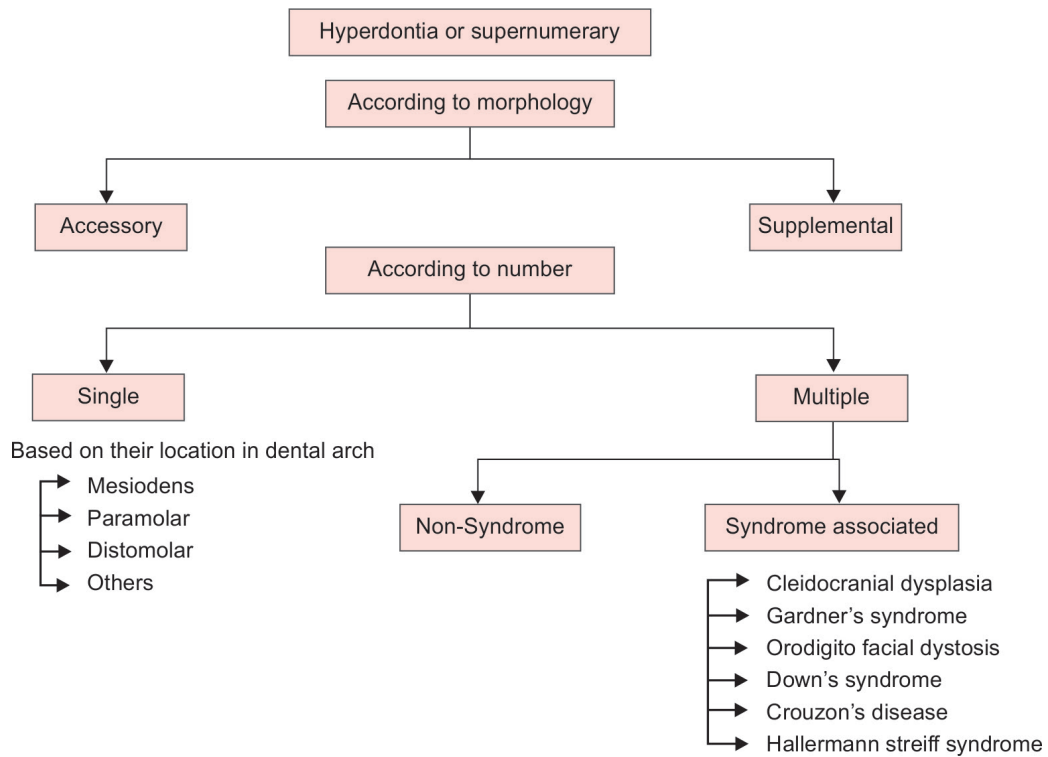 Hyperdontia or supernumerary
According to morphology
Accessory
Supplemental
According to number
Single
Multiple
Based on their location in dental arch
Mesiodens
Paramolar
Distomolar
Others
Non-Syndrome
Syndrome associated
Cleidocranial dysplasia
Gardner’s syndrome
Orodigito facial dystosis
Down’s syndrome
Crouzon’s disease
Hallermann streiff syndrome